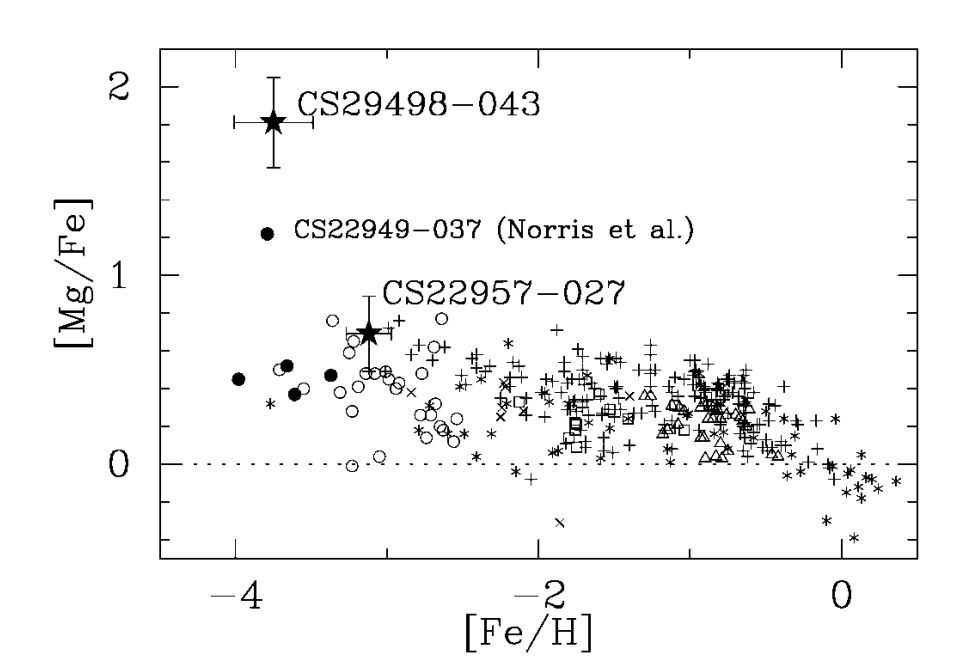 2
CS29498−043
CS22949−037 (Norris et al.)
[Mg/Fe]
1
CS22957−027
0
−4 −2 0
[Fe/H]